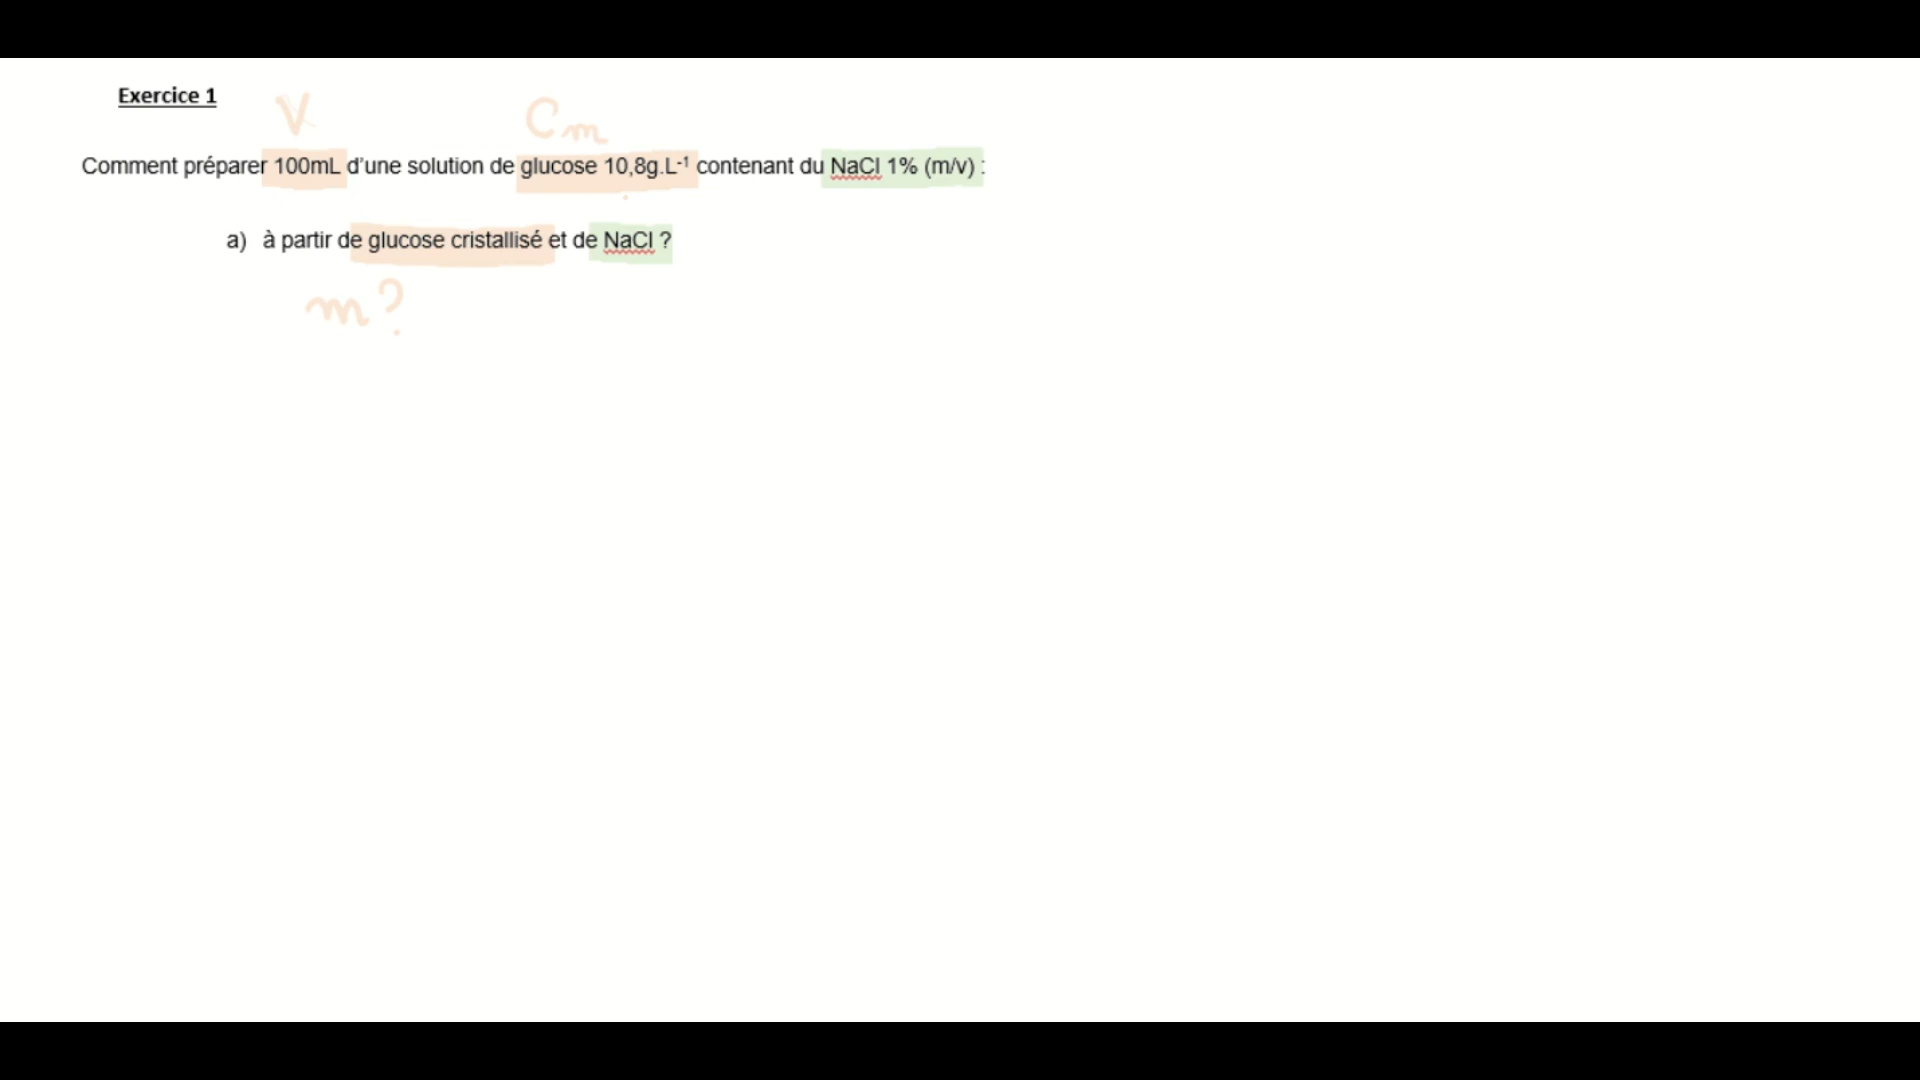 Exercice 1
V Cm
Comment préparer 100mL d'une solution de glucose 10,8g.L⁻¹ contenant du NaCl 1% (m/v) :
a) à partir de glucose cristallisé et de NaCl ?
m?